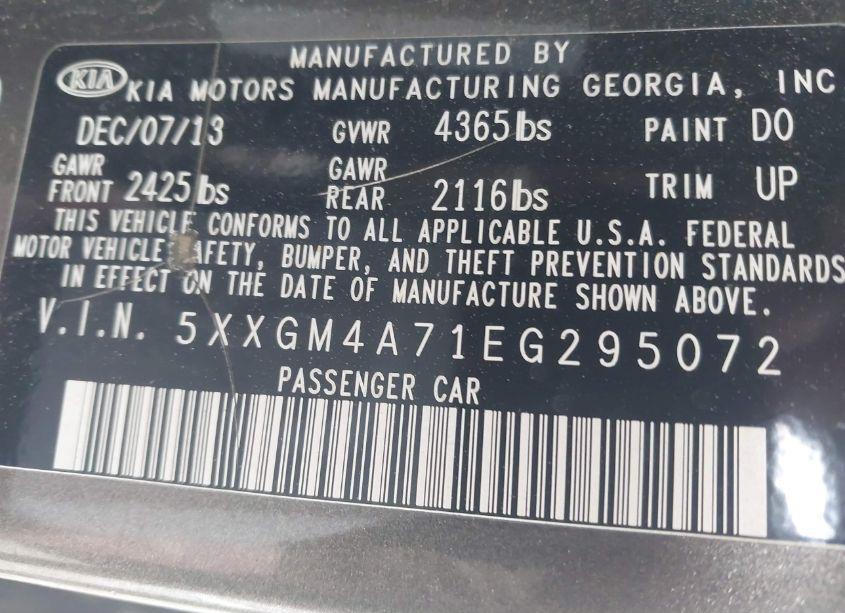 MANUFACTURED BY
KIA KIA MOTORS MANUFACTURING GEORGIA, INC
DEC/07/13 GVWR 4365lbs PAINT DO
GAWR FRONT 2425lbs GAWR REAR 2116lbs TRIM UP
THIS VEHICLE CONFORMS TO ALL APPLICABLE U.S.A. FEDERAL
MOTOR VEHICLE SAFETY, BUMPER, AND THEFT PREVENTION STANDARDS
IN EFFECT ON THE DATE OF MANUFACTURE SHOWN ABOVE.
V.I.N. 5XXGM4A71EG295072
PASSENGER CAR